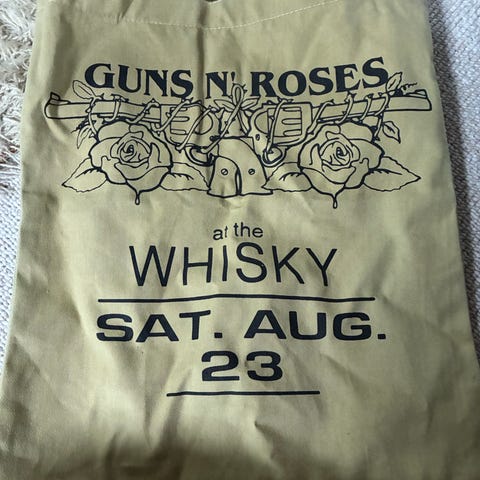 GUNS N' ROSES
at the
WHISKY
SAT. AUG.
23